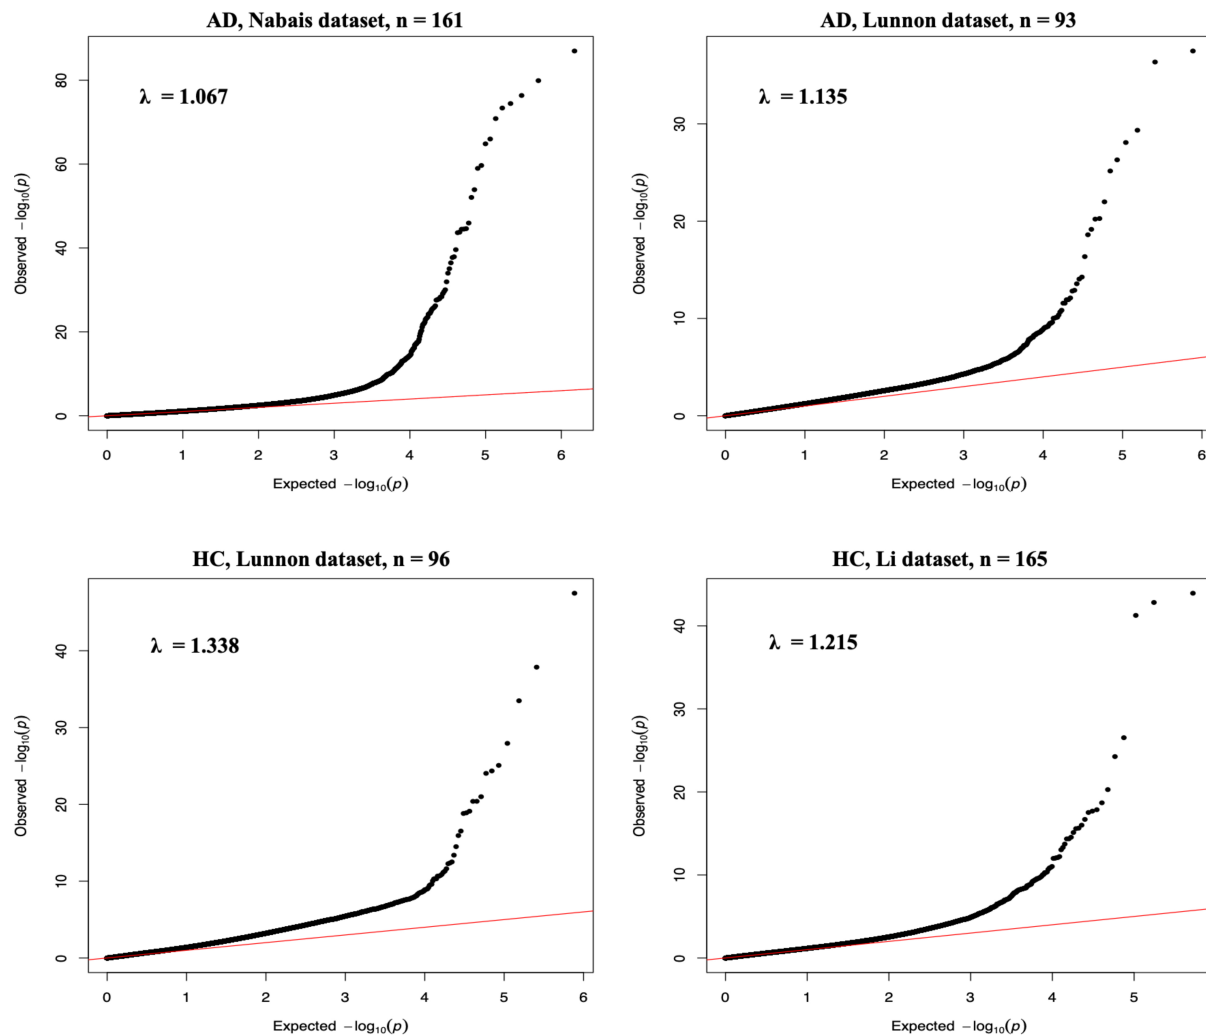 AD, Nabais dataset, n = 161
λ = 1.067
Observed −log10(p)
80
60
40
20
0
0 1 2 3 4 5 6
Expected −log10(p)
AD, Lunnon dataset, n = 93
λ = 1.135
Observed −log10(p)
30
20
10
0
0 1 2 3 4 5 6
Expected −log10(p)
HC, Lunnon dataset, n = 96
λ = 1.338
Observed −log10(p)
40
30
20
10
0
0 1 2 3 4 5 6
Expected −log10(p)
HC, Li dataset, n = 165
λ = 1.215
Observed −log10(p)
40
30
20
10
0
0 1 2 3 4 5
Expected −log10(p)